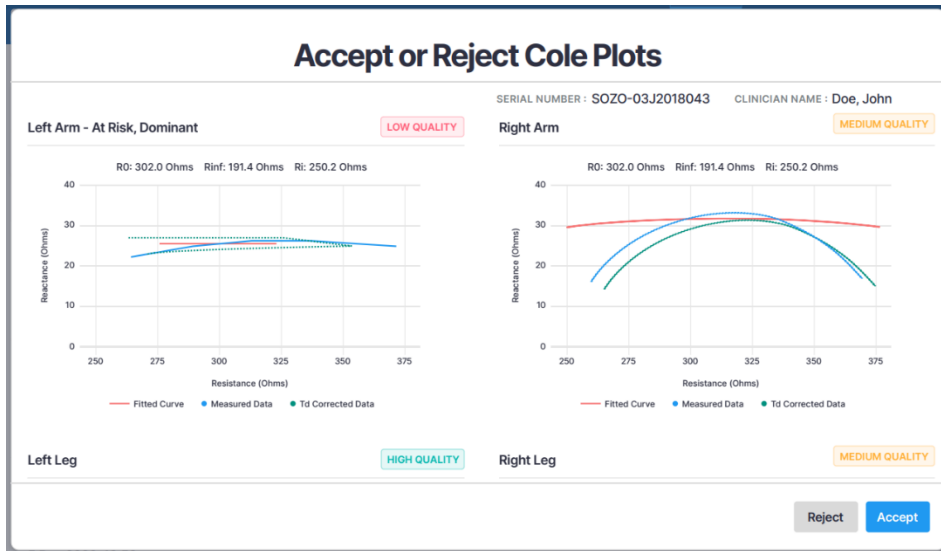 Accept or Reject Cole Plots
SERIAL NUMBER : SOZO-03J2018043 CLINICIAN NAME : Doe, John
Left Arm - At Risk, Dominant
LOW QUALITY
R0: 302.0 Ohms Rinf: 191.4 Ohms Ri: 250.2 Ohms
40
30
20
10
0
Reactance (Ohms)
250 275 300 325 350 375
Resistance (Ohms)
Fitted Curve Measured Data Td Corrected Data
Right Arm
MEDIUM QUALITY
R0: 302.0 Ohms Rinf: 191.4 Ohms Ri: 250.2 Ohms
40
30
20
10
0
Reactance (Ohms)
250 275 300 325 350 375
Resistance (Ohms)
Fitted Curve Measured Data Td Corrected Data
Left Leg
HIGH QUALITY
Right Leg
MEDIUM QUALITY
Reject
Accept